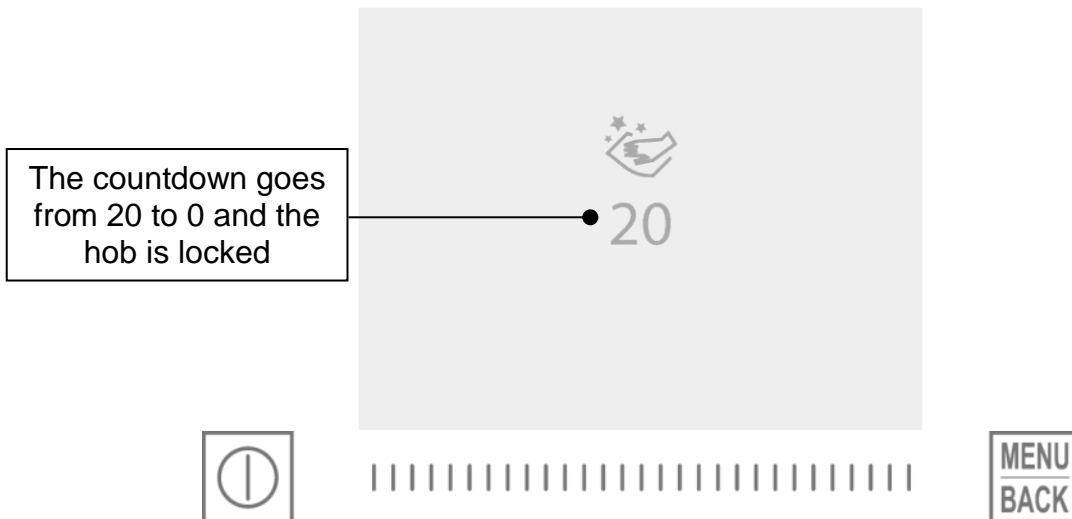 The countdown goes
from 20 to 0 and the
hob is locked
20
MENU
BACK